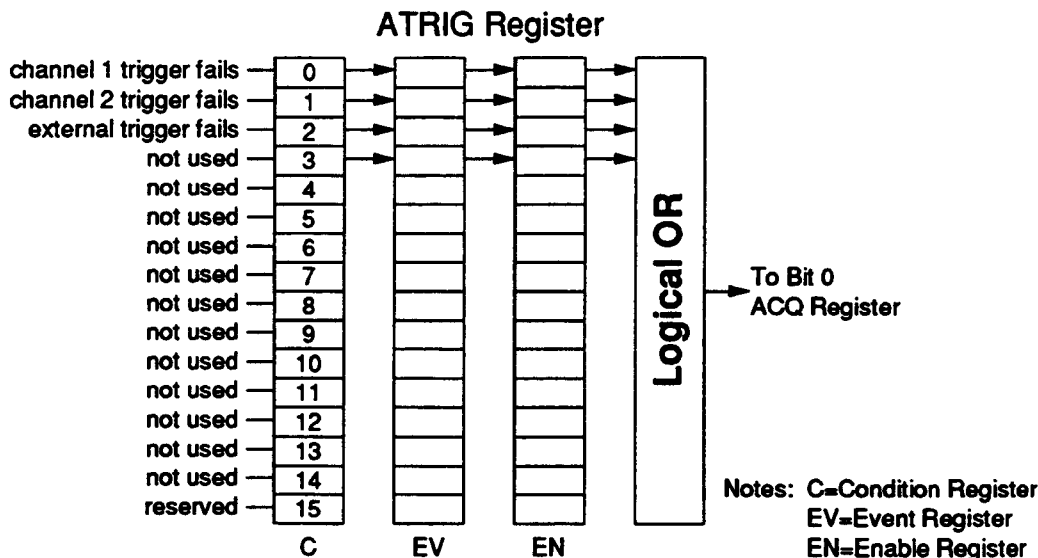 ATRIG Register
channel 1 trigger fails 0
channel 2 trigger fails 1
external trigger fails 2
not used 3
not used 4
not used 5
not used 6
not used 7
not used 8
not used 9
not used 10
not used 11
not used 12
not used 13
not used 14
reserved 15
C EV EN
Logical OR
To Bit 0
ACQ Register
Notes: C=Condition Register
EV=Event Register
EN=Enable Register